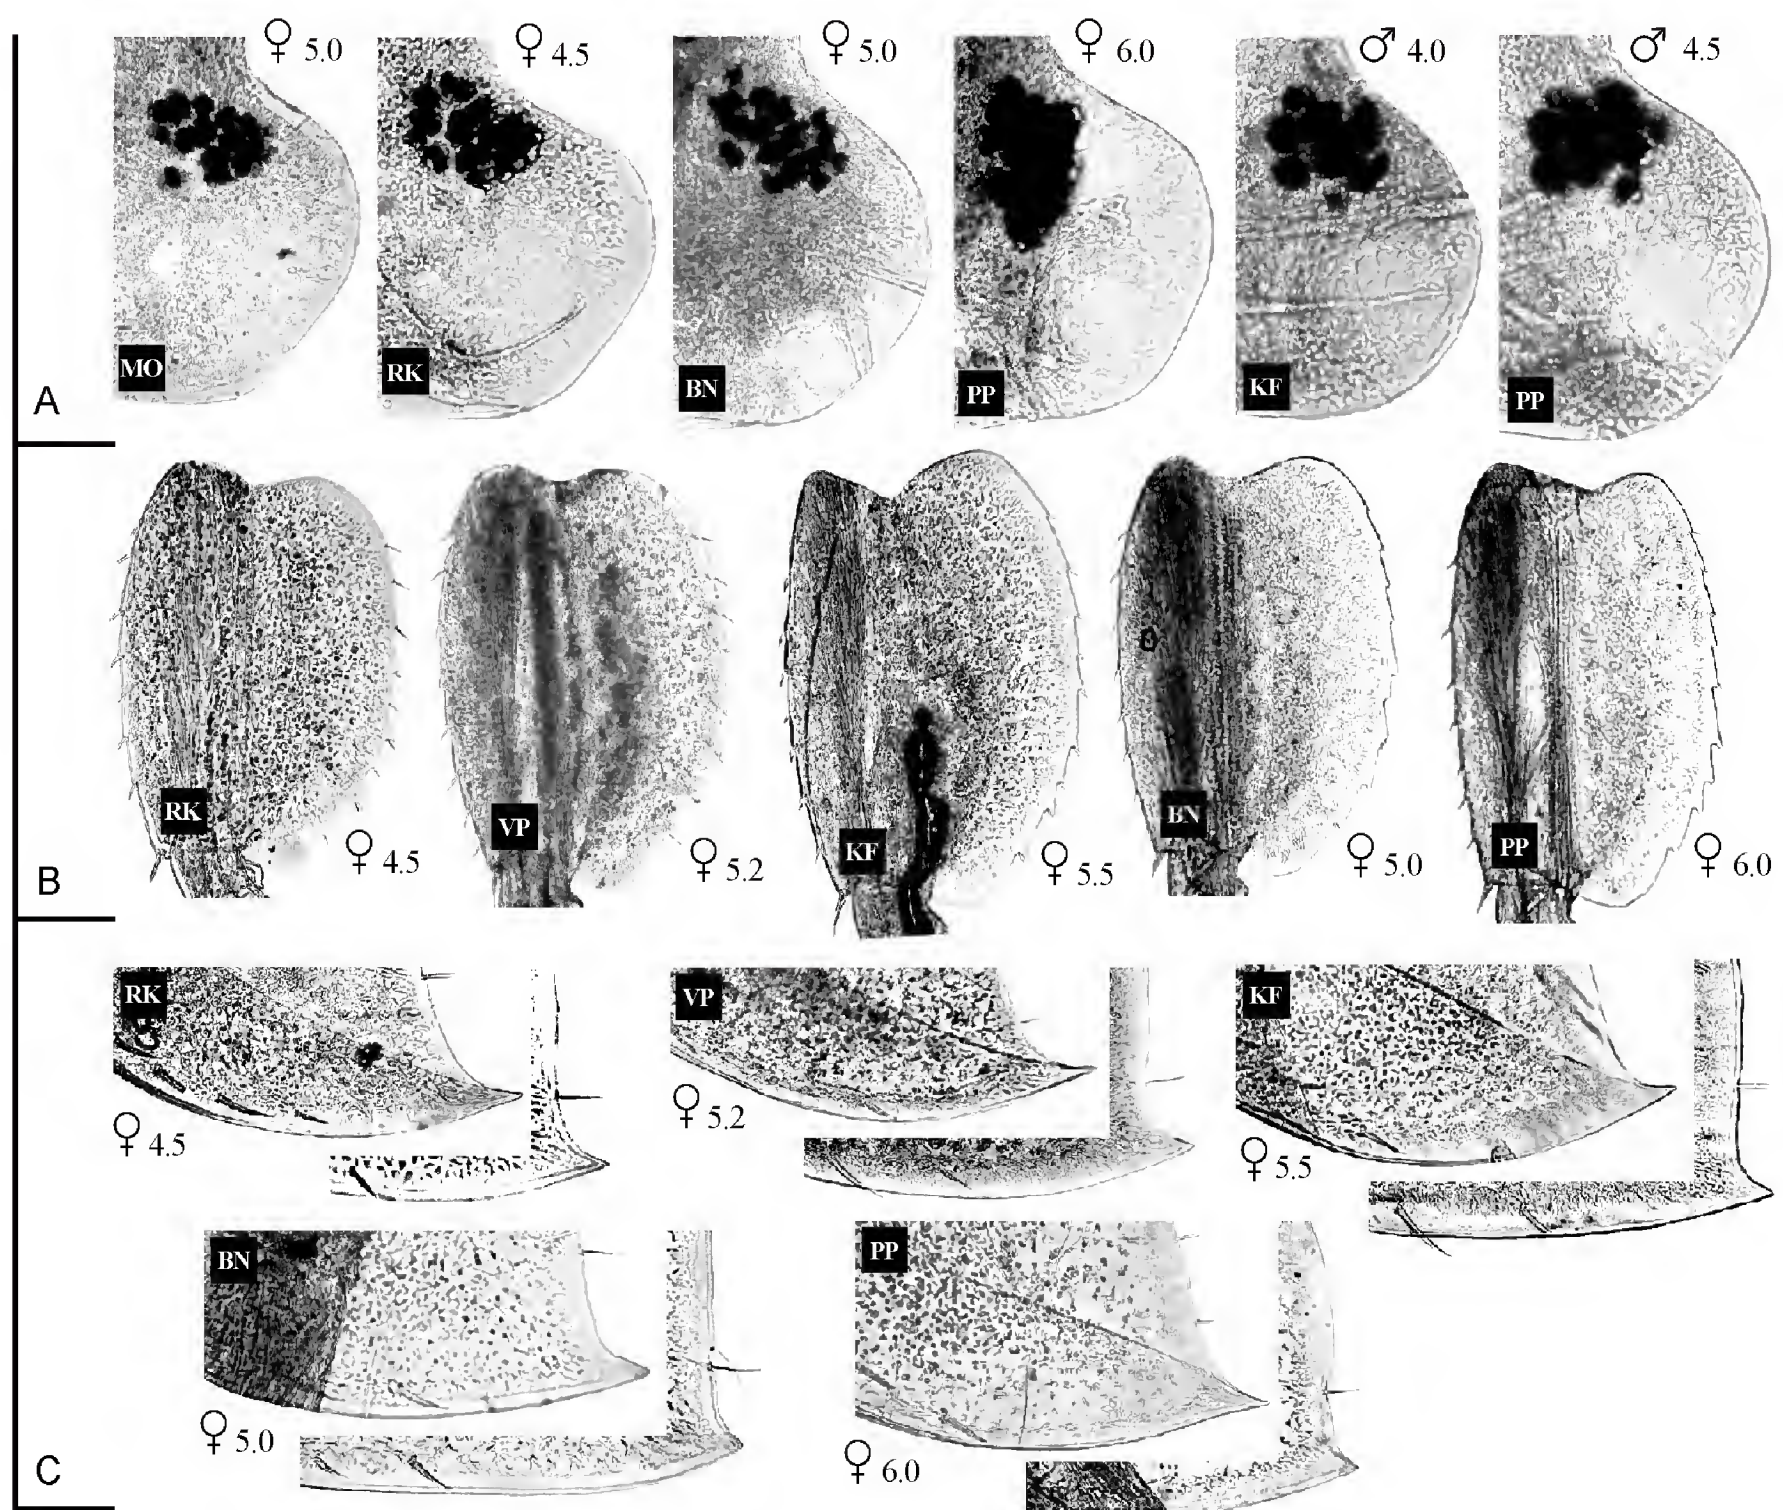 ♀ 5.0
♀ 4.5
♀ 5.0
♀ 6.0
♂ 4.0
♂ 4.5
MO
RK
BN
PP
KF
PP
A
RK
VP
KF
BN
PP
♀ 4.5
♀ 5.2
♀ 5.5
♀ 5.0
♀ 6.0
B
RK
VP
KF
♀ 4.5
♀ 5.2
♀ 5.5
BN
PP
♀ 5.0
♀ 6.0
C